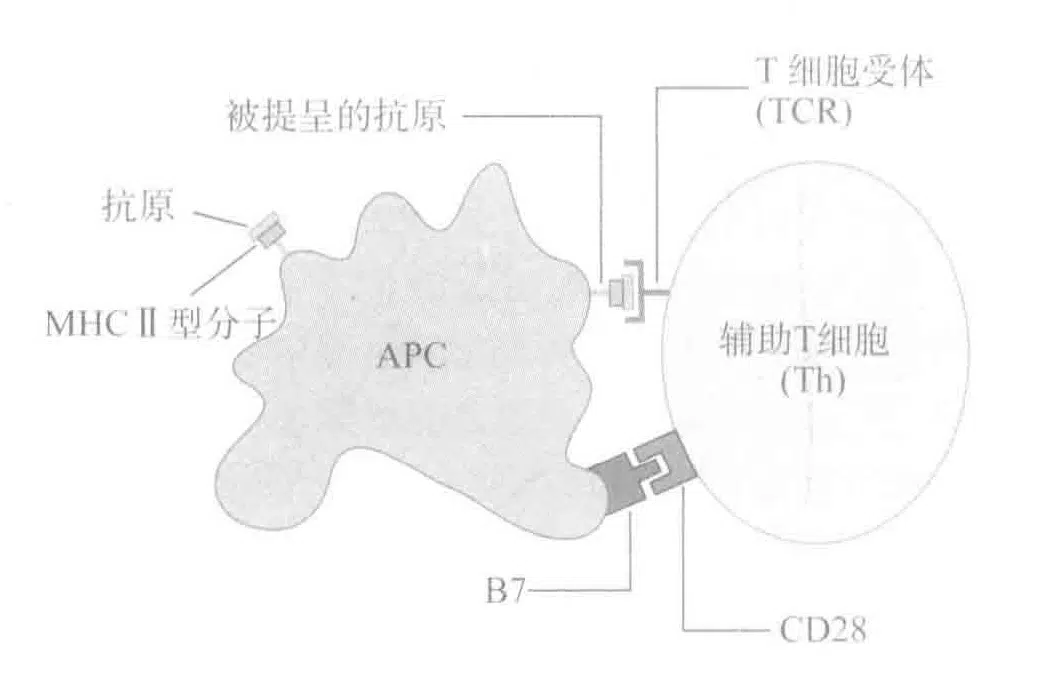 T 细胞受体
(TCR)
被提呈的抗原
抗原
MHC Ⅱ 型分子
APC
辅助T细胞
(Th)
B7
CD28